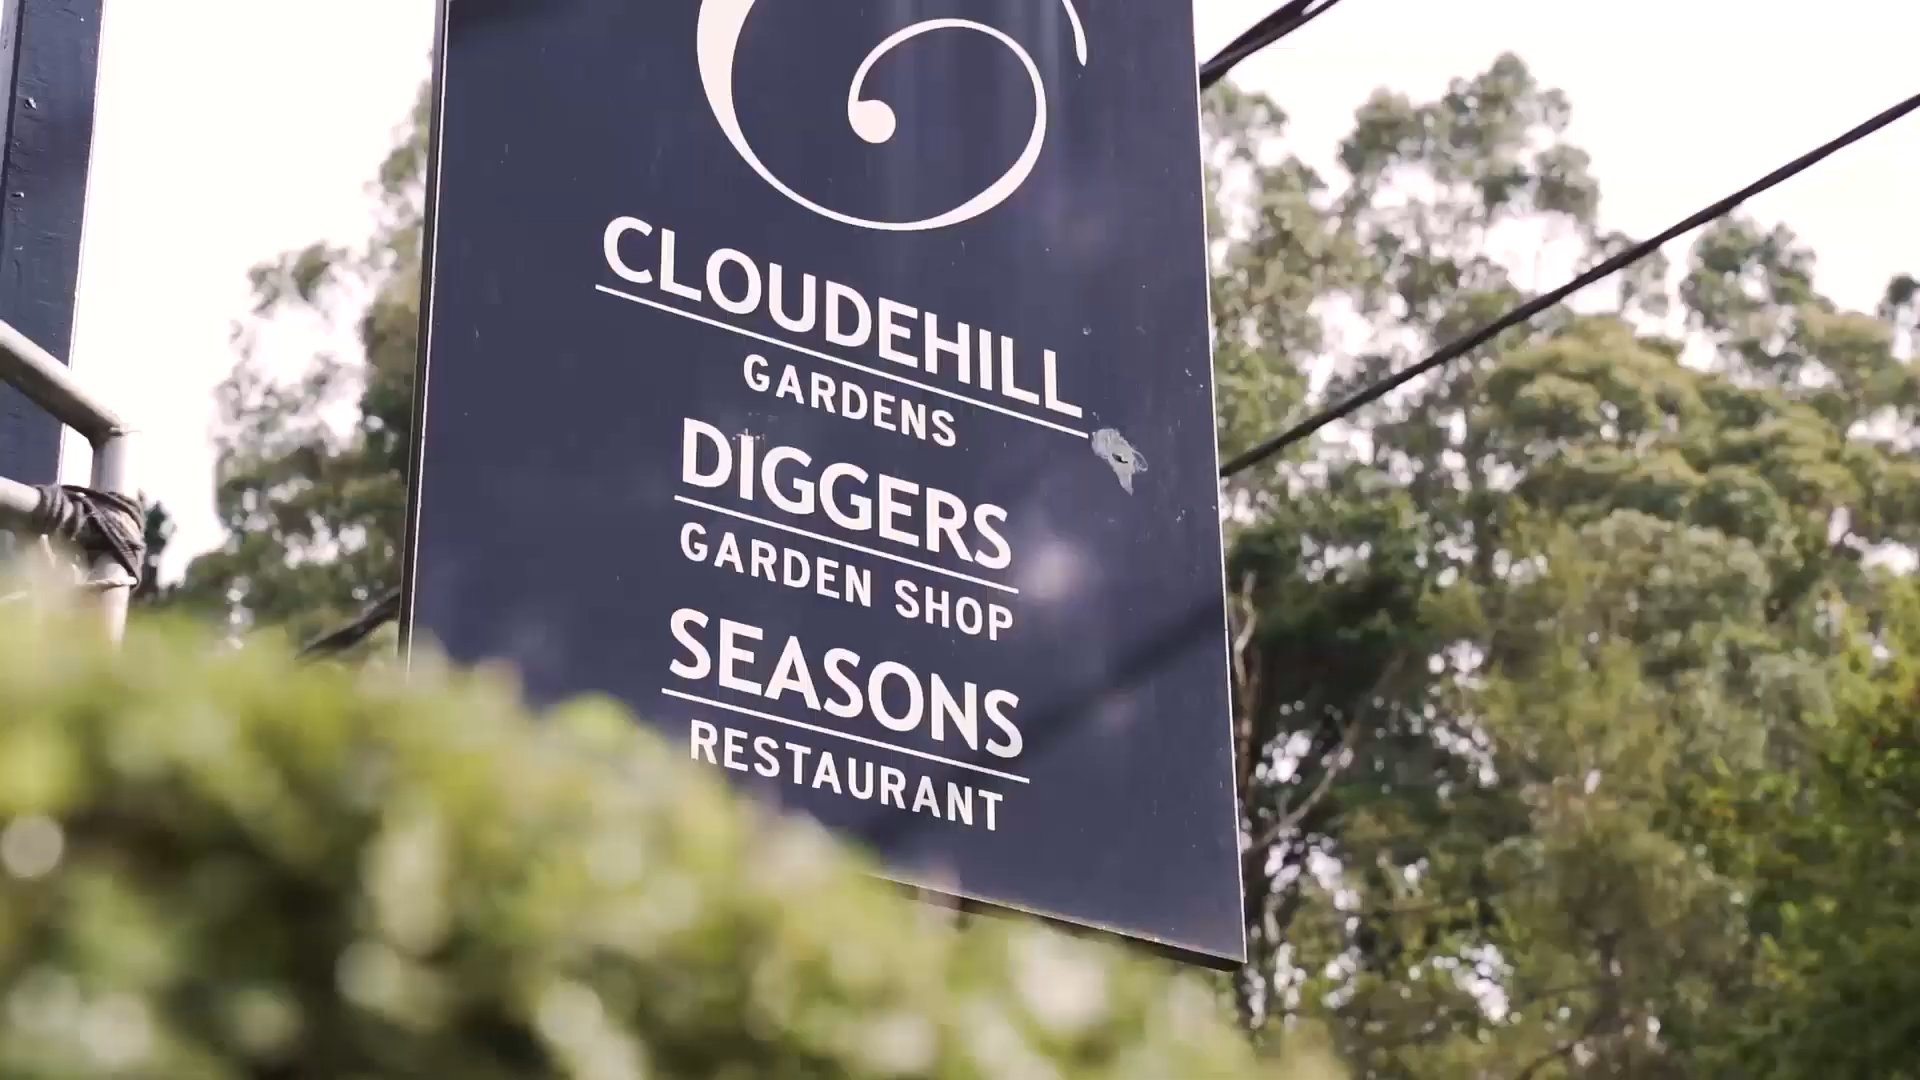 CLOUDEHILL
GARDENS
DIGGERS
GARDEN SHOP
SEASONS
RESTAURANT